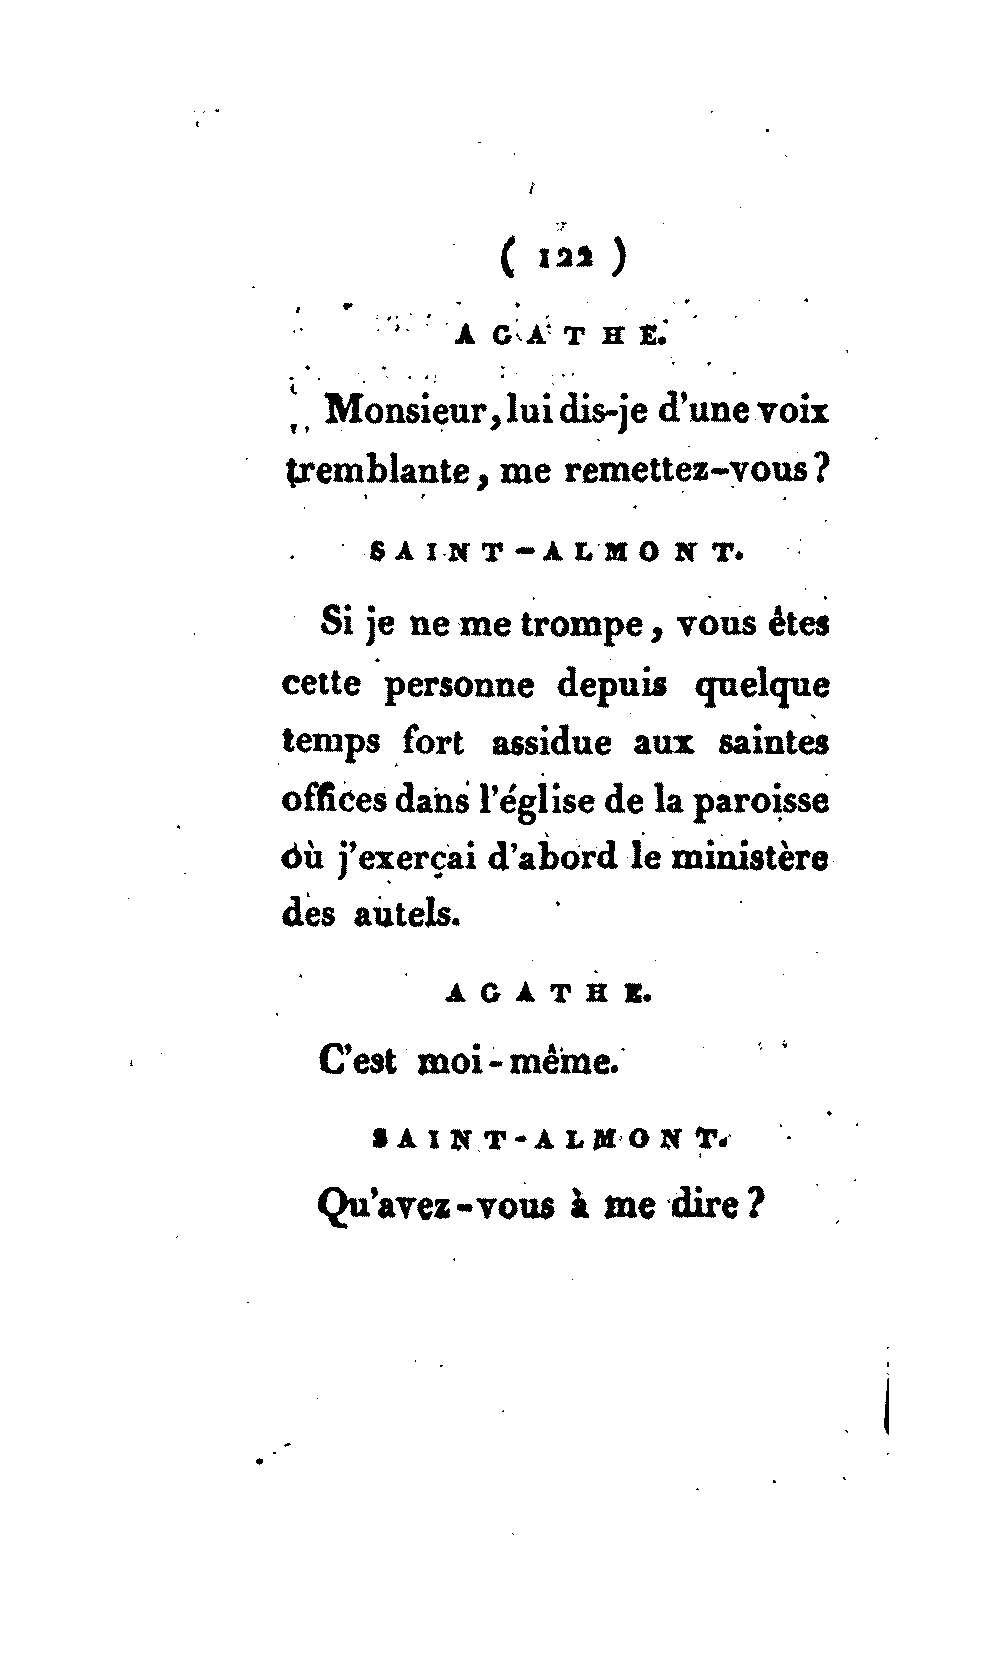 ( 122 )
AGATHE.
Monsieur, lui dis-je d'une voix
tremblante, me remettez-vous?
SAINT-ALMONT.
Si je ne me trompe, vous êtes
cette personne depuis quelque
temps fort assidue aux saintes
offices dans l'église de la paroisse
où j'exerçai d'abord le ministère
des autels.
AGATHE.
C'est moi-même.
SAINT-ALMONT.
Qu'avez-vous à me dire?